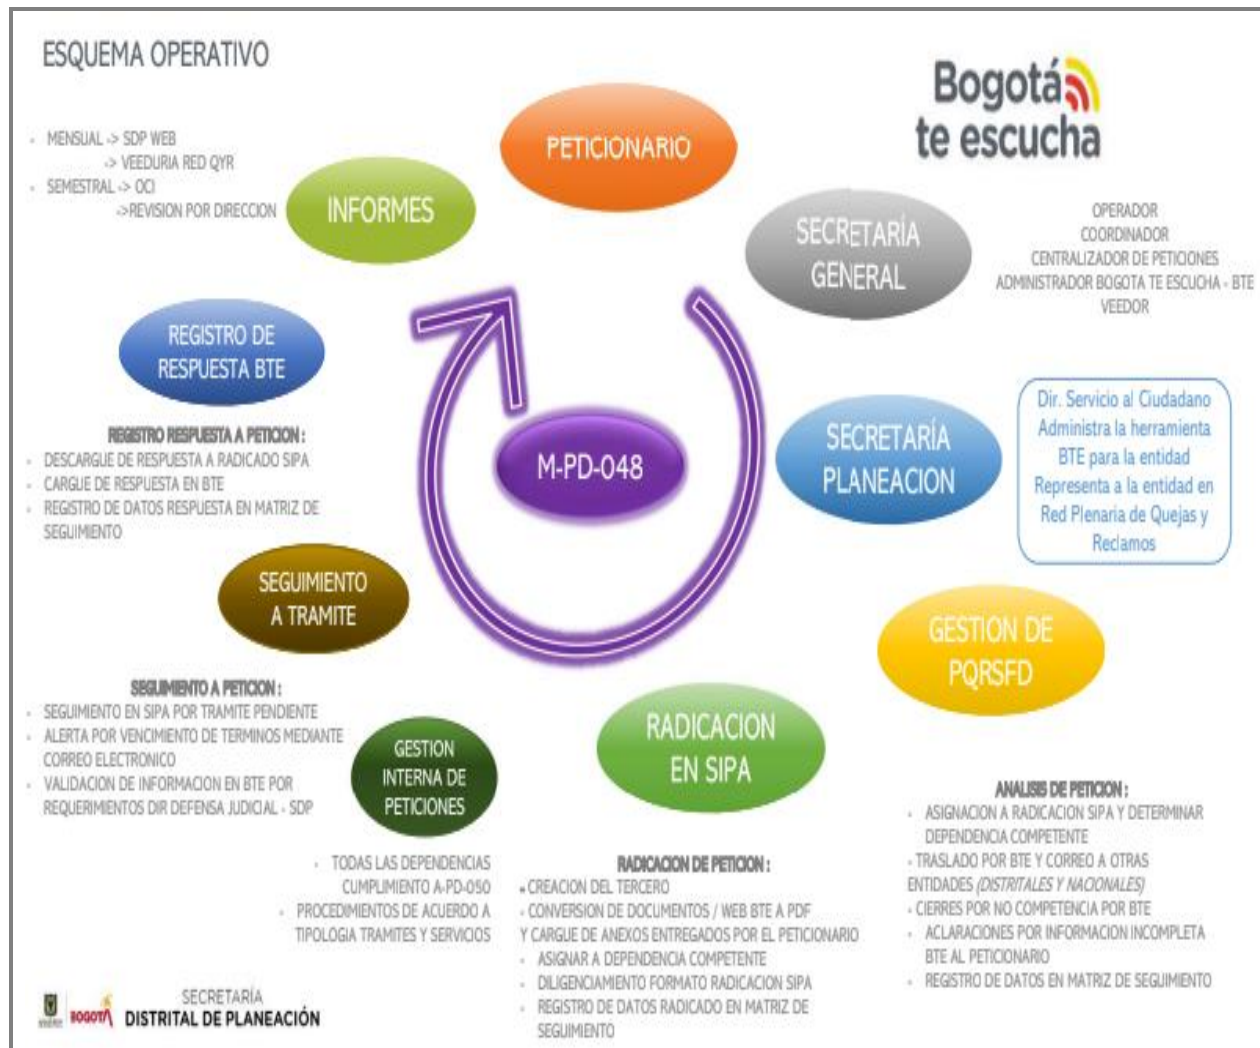 ESQUEMA OPERATIVO
Bogotá
te escucha
- MENSUAL -> SDP WEB
-> VEEDURIA RED QYR
- SEMESTRAL -> OCI
->REVISION POR DIRECCION
INFORMES
PETICIONARIO
SECRETARÍA
GENERAL
OPERADOR
COORDINADOR
CENTRALIZADOR DE PETICIONES
ADMINISTRADOR BOGOTA TE ESCUCHA - BTE
VEEDOR
REGISTRO DE
RESPUESTA BTE
REGISTRO RESPUESTA A PETICION :
- DESCARGUE DE RESPUESTA A RADICADO SIPA
- CARGUE DE RESPUESTA EN BTE
- REGISTRO DE DATOS RESPUESTA EN MATRIZ DE
SEGUIMIENTO
M-PD-048
SECRETARÍA
PLANEACION
Dir. Servicio al Ciudadano
Administra la herramienta
BTE para la entidad
Representa a la entidad en
Red Plenaria de Quejas y
Reclamos
SEGUIMIENTO
A TRAMITE
SEGUIMIENTO A PETICION :
- SEGUIMIENTO EN SIPA POR TRAMITE PENDIENTE
- ALERTA POR VENCIMIENTO DE TERMINOS MEDIANTE
CORREO ELECTRONICO
- VALIDACION DE INFORMACION EN BTE POR
REQUERIMIENTOS DIR DEFENSA JUDICIAL - SDP
GESTION DE
PQRSFD
ANALISIS DE PETICION :
- ASIGNACION A RADICACION SIPA Y DETERMINAR
DEPENDENCIA COMPETENTE
- TRASLADO POR BTE Y CORREO A OTRAS
ENTIDADES (DISTRITALES Y NACIONALES)
- CIERRES POR NO COMPETENCIA POR BTE
- ACLARACIONES POR INFORMACION INCOMPLETA
BTE AL PETICIONARIO
- REGISTRO DE DATOS EN MATRIZ DE SEGUIMIENTO
RADICACION
EN SIPA
RADICACION DE PETICION :
- CREACION DEL TERCERO
- CONVERSION DE DOCUMENTOS / WEB BTE A PDF
Y CARGUE DE ANEXOS ENTREGADOS POR EL PETICIONARIO
- ASIGNAR A DEPENDENCIA COMPETENTE
- DILIGENCIAMIENTO FORMATO RADICACION SIPA
- REGISTRO DE DATOS RADICADO EN MATRIZ DE
SEGUIMIENTO
GESTION
INTERNA DE
PETICIONES
- TODAS LAS DEPENDENCIAS
CUMPLIMIENTO A-PD-050
- PROCEDIMIENTOS DE ACUERDO A
TIPOLOGIA TRAMITES Y SERVICIOS
BOGOTÁ
SECRETARÍA
DISTRITAL DE PLANEACIÓN